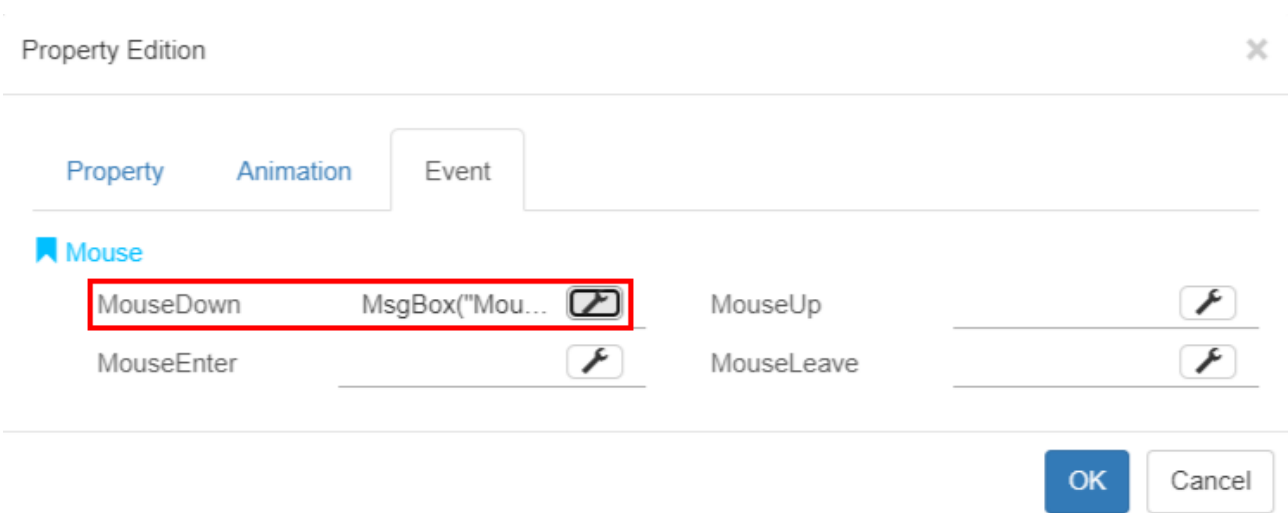 Property Edition ×
Property Animation Event
Mouse
MouseDown MsgBox("Mou... MouseUp
MouseEnter MouseLeave
OK Cancel